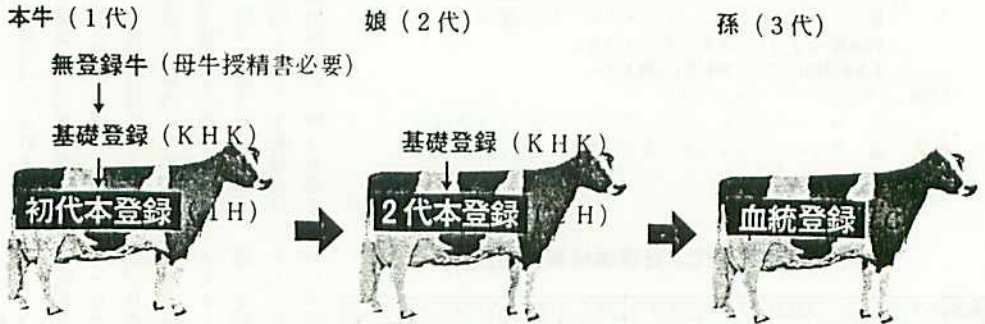 本牛（1代）
無登録牛（母牛授精書必要）
↓
基礎登録（KHK）
↓
初代本登録 H）
娘（2代）
基礎登録（KHK）
↓
2代本登録 H）
孫（3代）
血統登録